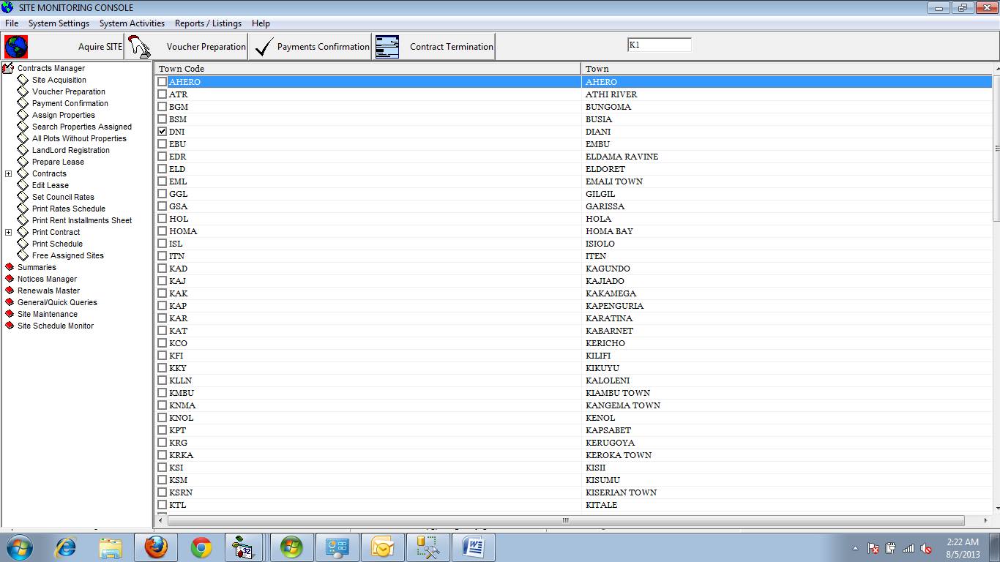 SITE MONITORING CONSOLE
File System Settings System Activities Reports / Listings Help
Aquire SITE Voucher Preparation Payments Confirmation Contract Termination K1
Contracts Manager
Site Acquisition
Voucher Preparation
Payment Confirmation
Assign Properties
Search Properties Assigned
All Plots Without Properties
LandLord Registration
Prepare Lease
Contracts
Edit Lease
Set Council Rates
Print Rates Schedule
Print Rent Installments Sheet
Print Contract
Print Schedule
Free Assigned Sites
Summaries
Notices Manager
Renewals Master
General/Quick Queries
Site Maintenance
Site Schedule Monitor
Town Code Town
AHERO AHERO
ATR ATHI RIVER
BGM BUNGOMA
BSM BUSIA
DNI DIANI
EBU EMBU
EDR ELDAMA RAVINE
ELD ELDORET
EML EMALI TOWN
GGL GILGIL
GSA GARISSA
HOL HOLA
HOMA HOMA BAY
ISL ISIOLO
ITN ITEN
KAD KAGUNDO
KAJ KAJIADO
KAK KAKAMEGA
KAP KAPENGURIA
KAR KARATINA
KAT KABARNET
KCO KERICHO
KFI KILIFI
KKY KIKUYU
KLLN KALOLENI
KMBU KIAMBU TOWN
KNMA KANGEMA TOWN
KNOL KENOL
KPT KAPSABET
KRG KERUGOYA
KRKA KEROKA TOWN
KSI KISII
KSM KISUMU
KSRN KISERIAN TOWN
KTL KITALE
32
2:22 AM
8/5/2013